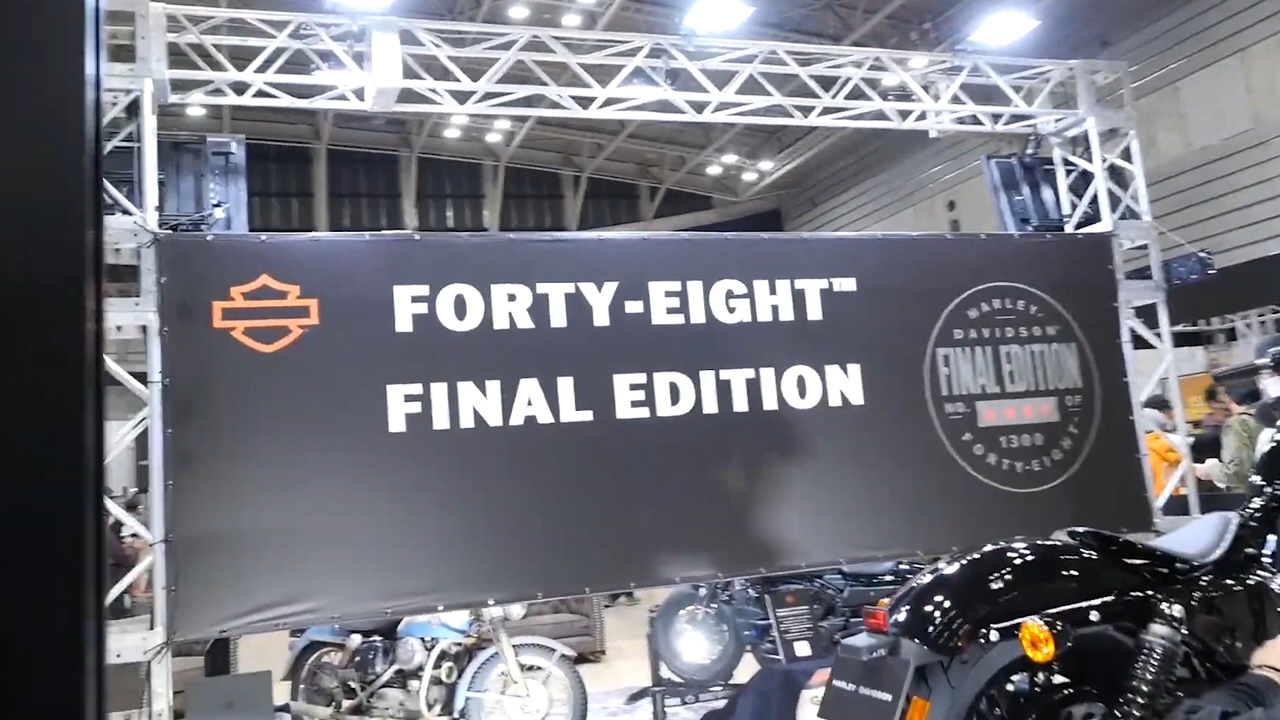 FORTY-EIGHT™
FINAL EDITION
HARLEY-
DAVIDSON
FINAL EDITION
NO.
OF
1300
FORTY-EIGHT
HARLEY-DAVIDSON